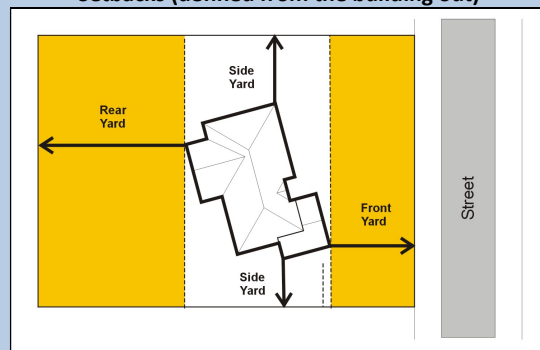 setbacks (defined from the building out)
Side
Yard
Rear
Yard
Front
Yard
Street
Side
Yard